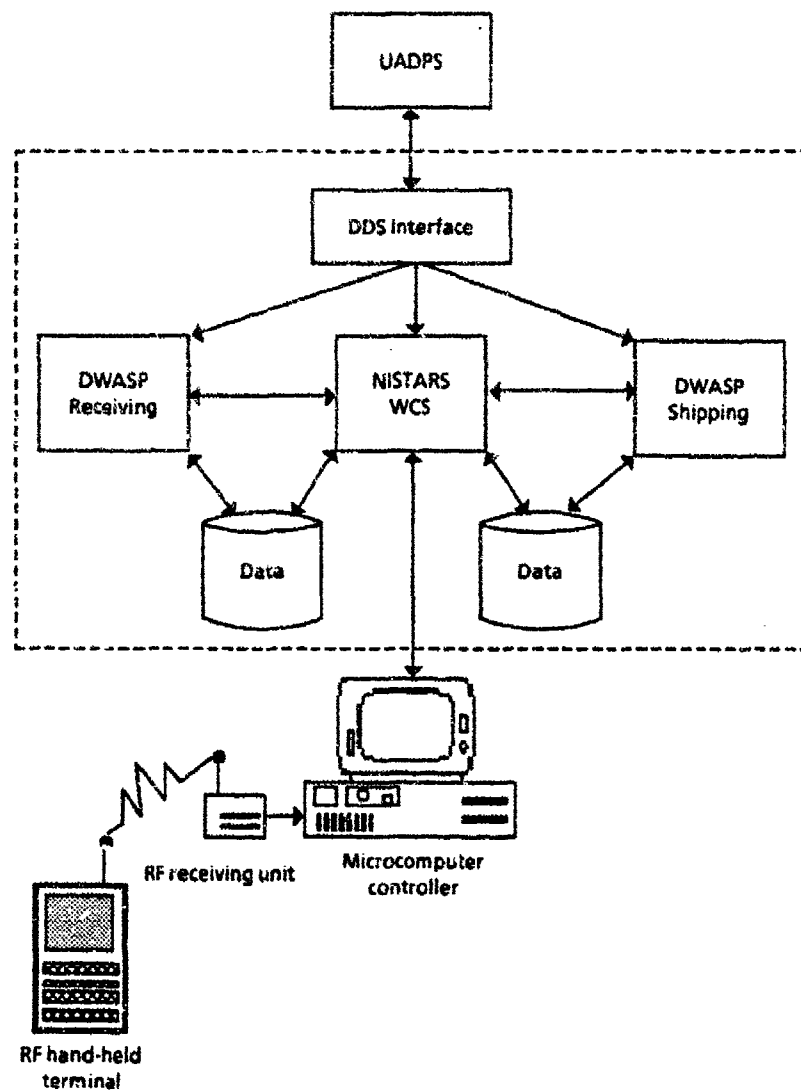 UADPS
DDS Interface
DWASP
Receiving
NISTARS
WCS
DWASP
Shipping
Data
Data
RF receiving unit
Microcomputer
controller
RF hand-held
terminal